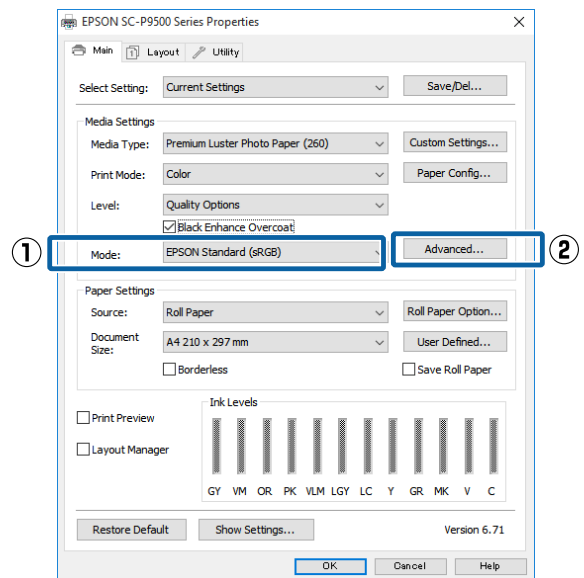 EPSON SC-P9500 Series Properties
Main Layout Utility
Select Setting: Current Settings Save/Del...
Media Settings
Media Type: Premium Luster Photo Paper (260) Custom Settings...
Print Mode: Color Paper Config...
Level: Quality Options
Black Enhance Overcoat
① Mode: EPSON Standard (sRGB) Advanced... ②
Paper Settings
Source: Roll Paper Roll Paper Option...
Document Size: A4 210 x 297 mm User Defined...
Borderless Save Roll Paper
Ink Levels
Print Preview
Layout Manager
GY VM OR PK VLM LGY LC Y GR MK V C
Restore Default Show Settings... Version 6.71
OK Cancel Help